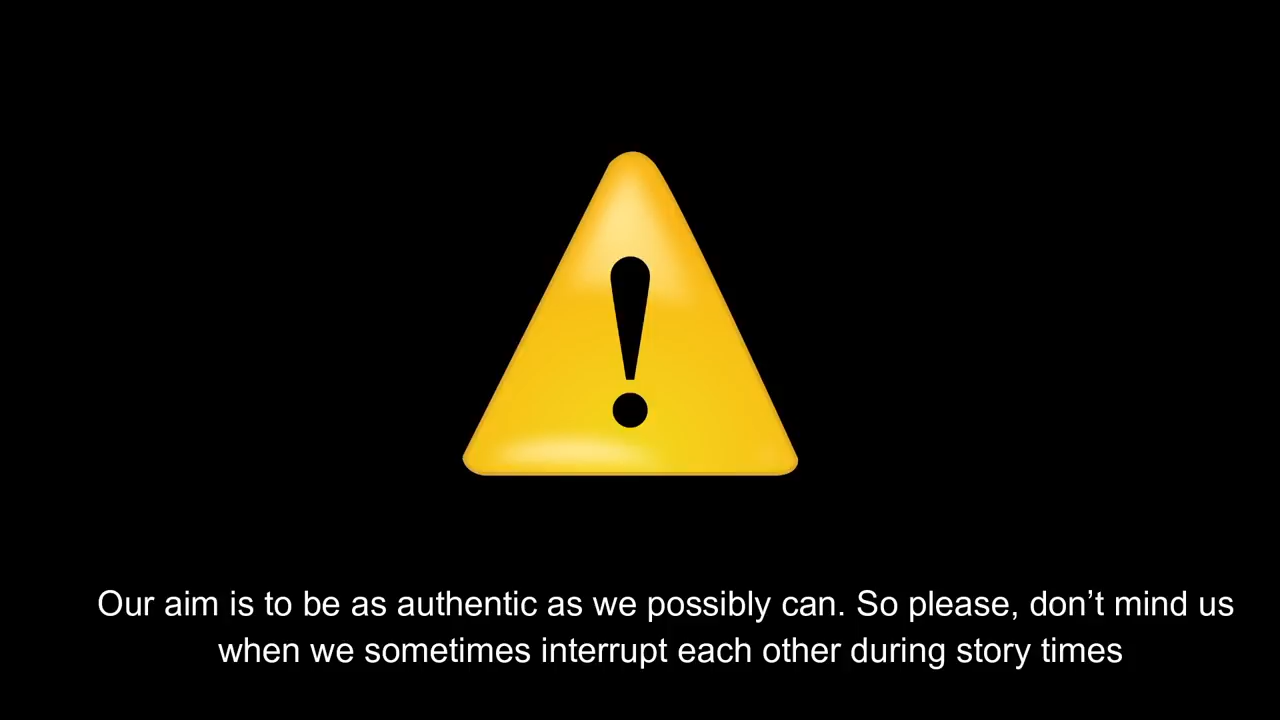 Our aim is to be as authentic as we possibly can. So please, don’t mind us
when we sometimes interrupt each other during story times